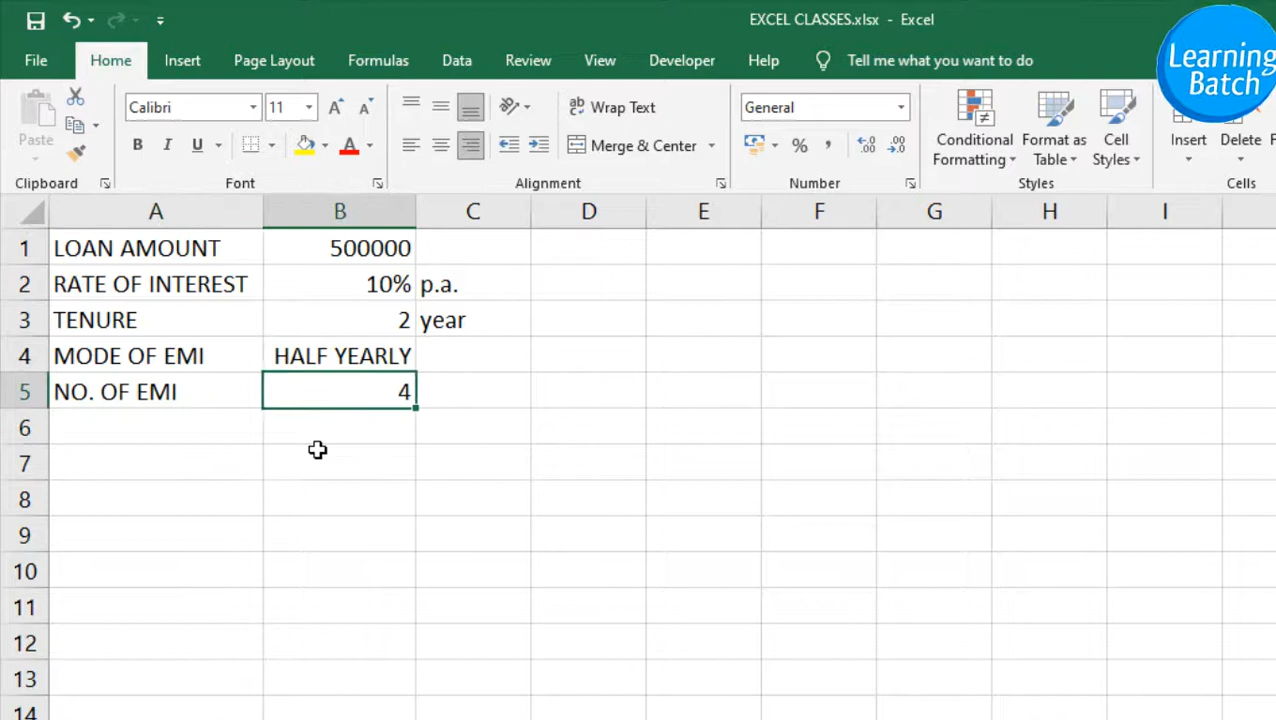 EXCEL CLASSES.xlsx - Excel
Learning
Batch
File Home Insert Page Layout Formulas Data Review View Developer Help Tell me what you want to do
Paste
Calibri 11 A A
B I U A
ab Wrap Text
Merge & Center
General
% ,
.00
.0
Conditional
Formatting
Format as
Table
Cell
Styles
Insert Delete
Clipboard Font Alignment Number Styles Cells
A B C D E F G H I
1 LOAN AMOUNT 500000
2 RATE OF INTEREST 10% p.a.
3 TENURE 2 year
4 MODE OF EMI HALF YEARLY
5 NO. OF EMI 4
6
7
8
9
10
11
12
13
14